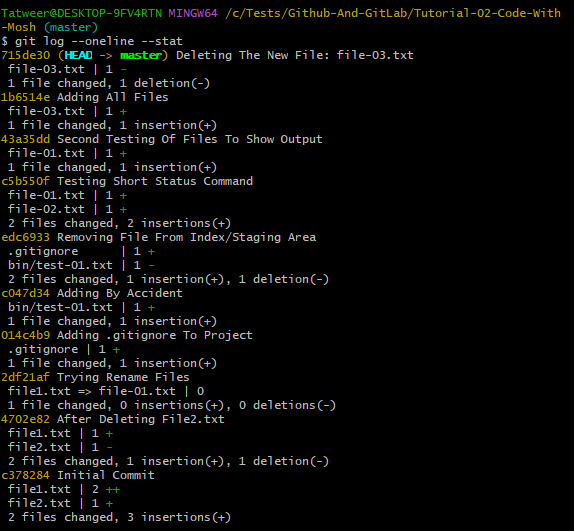 Tatweer@DESKTOP-9FV4RTN MINGW64 /c/Tests/Github-And-GitLab/Tutorial-02-Code-With
-Mosh (master)
$ git log --oneline --stat
715de30 (HEAD -> master) Deleting The New File: file-03.txt
 file-03.txt | 1 -
 1 file changed, 1 deletion(-)
1b6514e Adding All Files
 file-03.txt | 1 +
 1 file changed, 1 insertion(+)
43a35dd Second Testing Of Files To Show Output
 file-01.txt | 1 +
 1 file changed, 1 insertion(+)
c5b550f Testing Short Status Command
 file-01.txt | 1 +
 file-02.txt | 1 +
 2 files changed, 2 insertions(+)
edc6933 Removing File From Index/Staging Area
 .gitignore      | 1 +
 bin/test-01.txt | 1 -
 2 files changed, 1 insertion(+), 1 deletion(-)
c047d34 Adding By Accident
 bin/test-01.txt | 1 +
 1 file changed, 1 insertion(+)
014c4b9 Adding .gitignore To Project
 .gitignore | 1 +
 1 file changed, 1 insertion(+)
2df21af Trying Rename Files
 file1.txt => file-01.txt | 0
 1 file changed, 0 insertions(+), 0 deletions(-)
4702e82 After Deleting File2.txt
 file1.txt | 1 +
 file2.txt | 1 -
 2 files changed, 1 insertion(+), 1 deletion(-)
c378284 Initial Commit
 file1.txt | 2 ++
 file2.txt | 1 +
 2 files changed, 3 insertions(+)